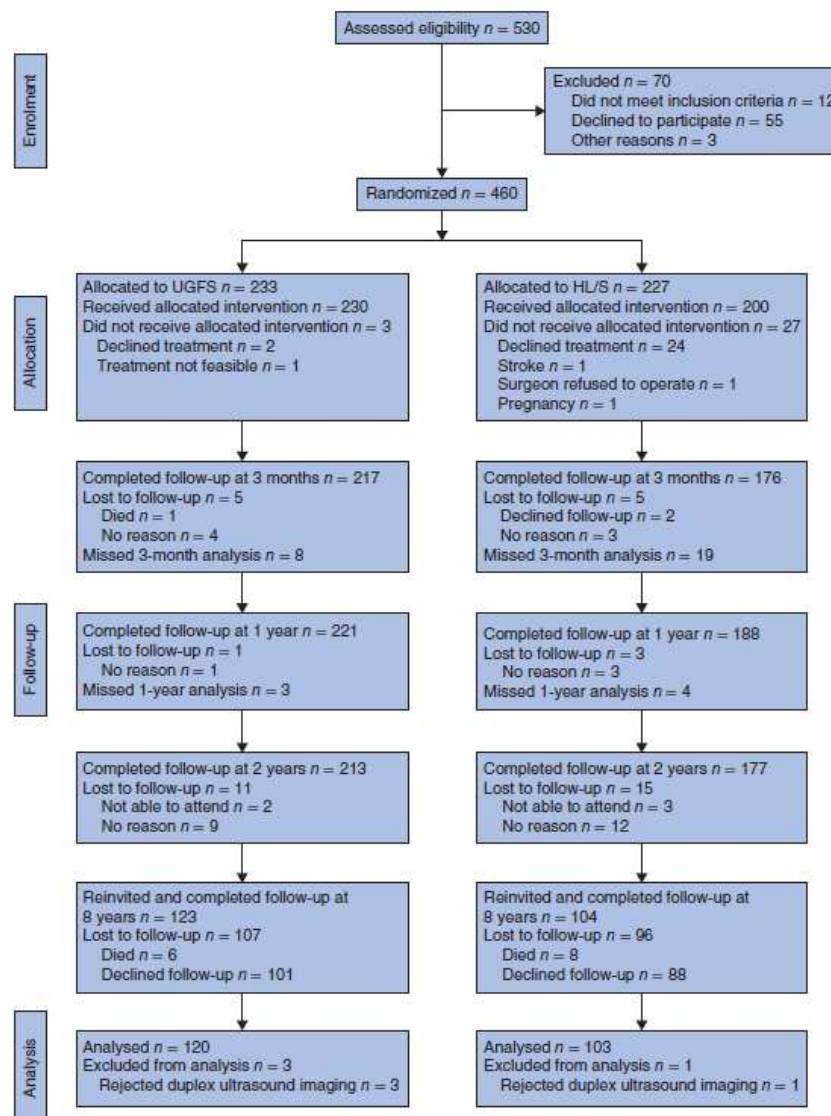 Assessed eligibility n = 530
Enrolment
Excluded n = 70
Did not meet inclusion criteria n = 12
Declined to participate n = 55
Other reasons n = 3
Randomized n = 460
Allocation
Allocated to UGFS n = 233
Received allocated intervention n = 230
Did not receive allocated intervention n = 3
Declined treatment n = 2
Treatment not feasible n = 1
Allocated to HL/S n = 227
Received allocated intervention n = 200
Did not receive allocated intervention n = 27
Declined treatment n = 24
Stroke n = 1
Surgeon refused to operate n = 1
Pregnancy n = 1
Completed follow-up at 3 months n = 217
Lost to follow-up n = 5
Died n = 1
No reason n = 4
Missed 3-month analysis n = 8
Completed follow-up at 3 months n = 176
Lost to follow-up n = 5
Declined follow-up n = 2
No reason n = 3
Missed 3-month analysis n = 19
Follow-up
Completed follow-up at 1 year n = 221
Lost to follow-up n = 1
No reason n = 1
Missed 1-year analysis n = 3
Completed follow-up at 1 year n = 188
Lost to follow-up n = 3
No reason n = 3
Missed 1-year analysis n = 4
Completed follow-up at 2 years n = 213
Lost to follow-up n = 11
Not able to attend n = 2
No reason n = 9
Completed follow-up at 2 years n = 177
Lost to follow-up n = 15
Not able to attend n = 3
No reason n = 12
Reinvited and completed follow-up at
8 years n = 123
Lost to follow-up n = 107
Died n = 6
Declined follow-up n = 101
Reinvited and completed follow-up at
8 years n = 104
Lost to follow-up n = 96
Died n = 8
Declined follow-up n = 88
Analysis
Analysed n = 120
Excluded from analysis n = 3
Rejected duplex ultrasound imaging n = 3
Analysed n = 103
Excluded from analysis n = 1
Rejected duplex ultrasound imaging n = 1